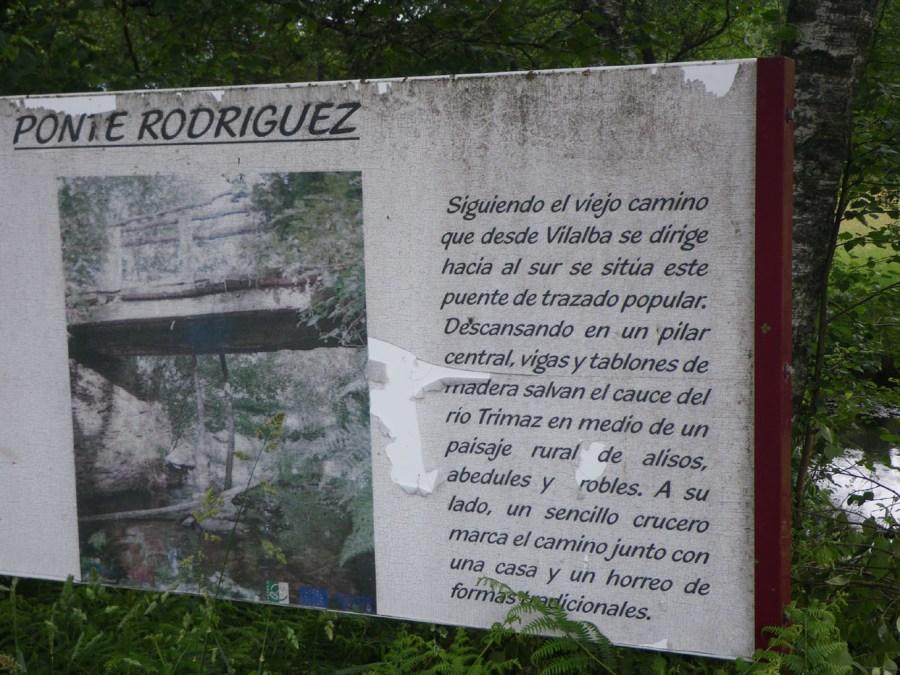 PONTE RODRIGUEZ
Siguiendo el viejo camino
que desde Vilalba se dirige
hacia al sur se sitúa este
puente de trazado popular.
Descansando en un pilar
central, vigas y tablones de
madera salvan el cauce del
río Trimaz en medio de un
paisaje rural de alisos,
abedules y robles. A su
lado, un sencillo crucero
marca el camino junto con
una casa y un horreo de
formas tradicionales.